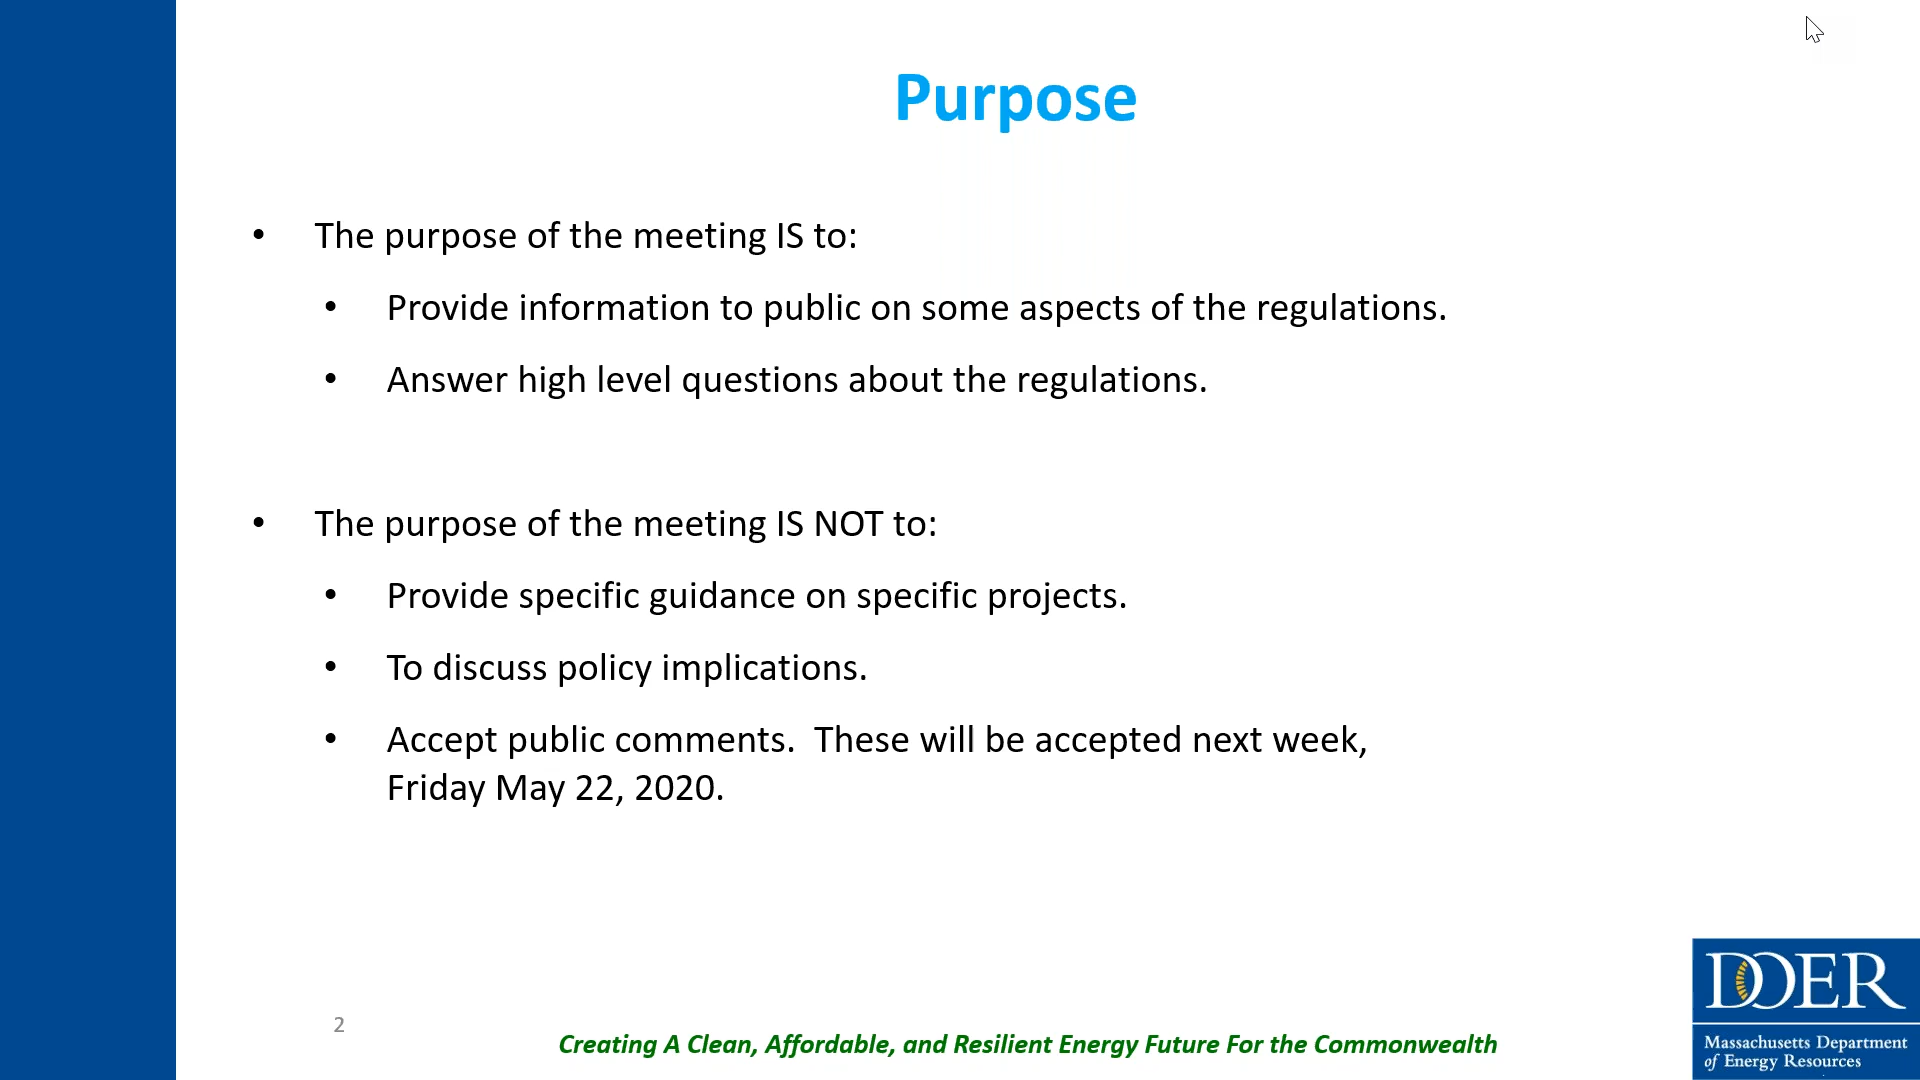 Purpose
• The purpose of the meeting IS to:
• Provide information to public on some aspects of the regulations.
• Answer high level questions about the regulations.
• The purpose of the meeting IS NOT to:
• Provide specific guidance on specific projects.
• To discuss policy implications.
• Accept public comments.  These will be accepted next week,
Friday May 22, 2020.
2
Creating A Clean, Affordable, and Resilient Energy Future For the Commonwealth
DOER
Massachusetts Department
of Energy Resources